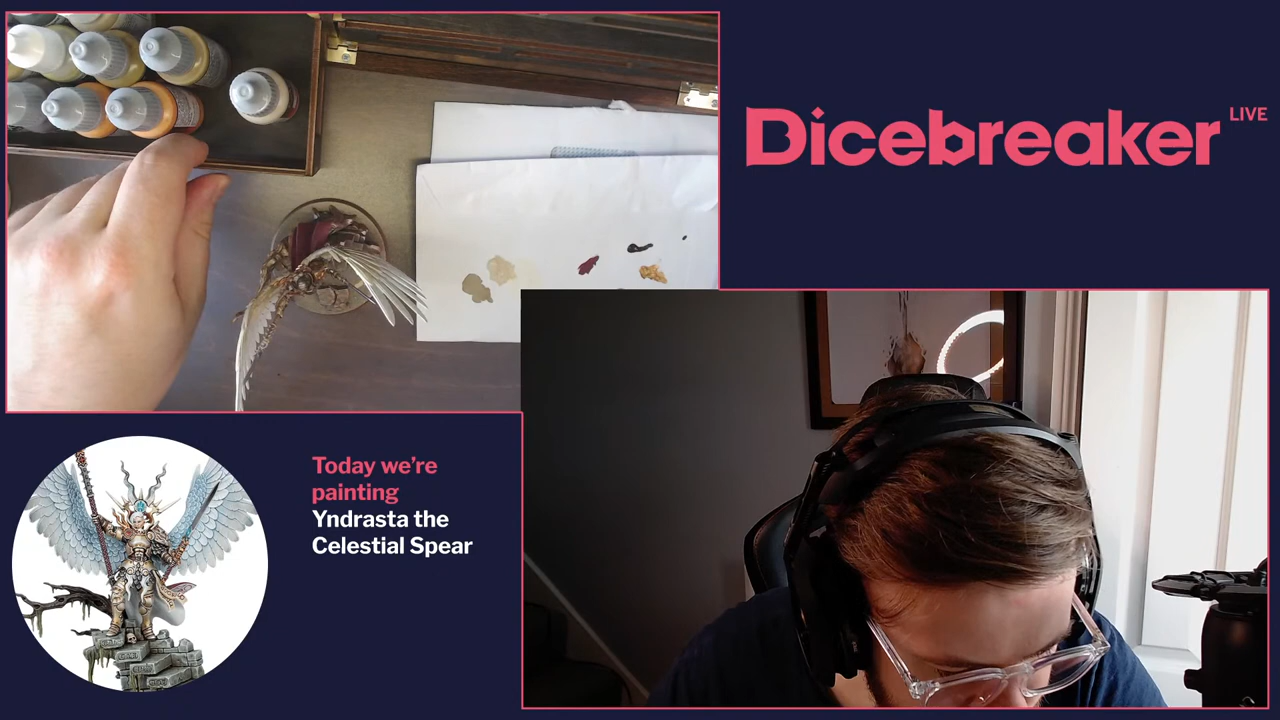 Dicebreaker LIVE
Today we're
painting
Yndrasta the
Celestial Spear